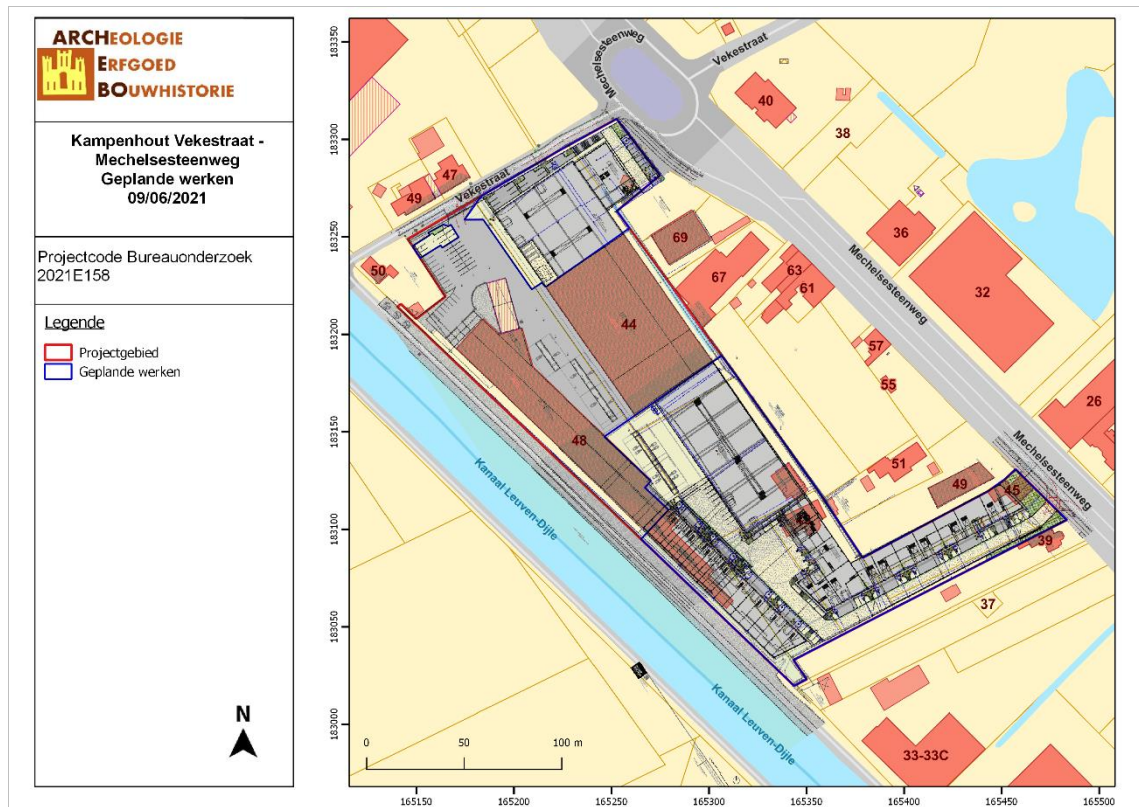 ARCHEOLOGIE
ERFGOED
BOUWHISTORIE
Kampenhout Vekestraat -
Mechelsesteenweg
Geplande werken
09/06/2021
Projectcode Bureauonderzoek
2021E158
Legende
Projectgebied
Geplande werken
N
183350
183300
183250
183200
183150
183100
183050
183000
Mechelsesteenweg
Vekestraat
40
38
47
49
Vekestraat
50
69
36
67
63
61
32
44
57
55
26
Mechelsesteenweg
48
51
49
45
Mechelsesteenweg
39
37
Kanaal Leuven-Dijle
Kanaal Leuven-Dijle
33-33C
0
50
100 m
165150
165200
165250
165300
165350
165400
165450
165500